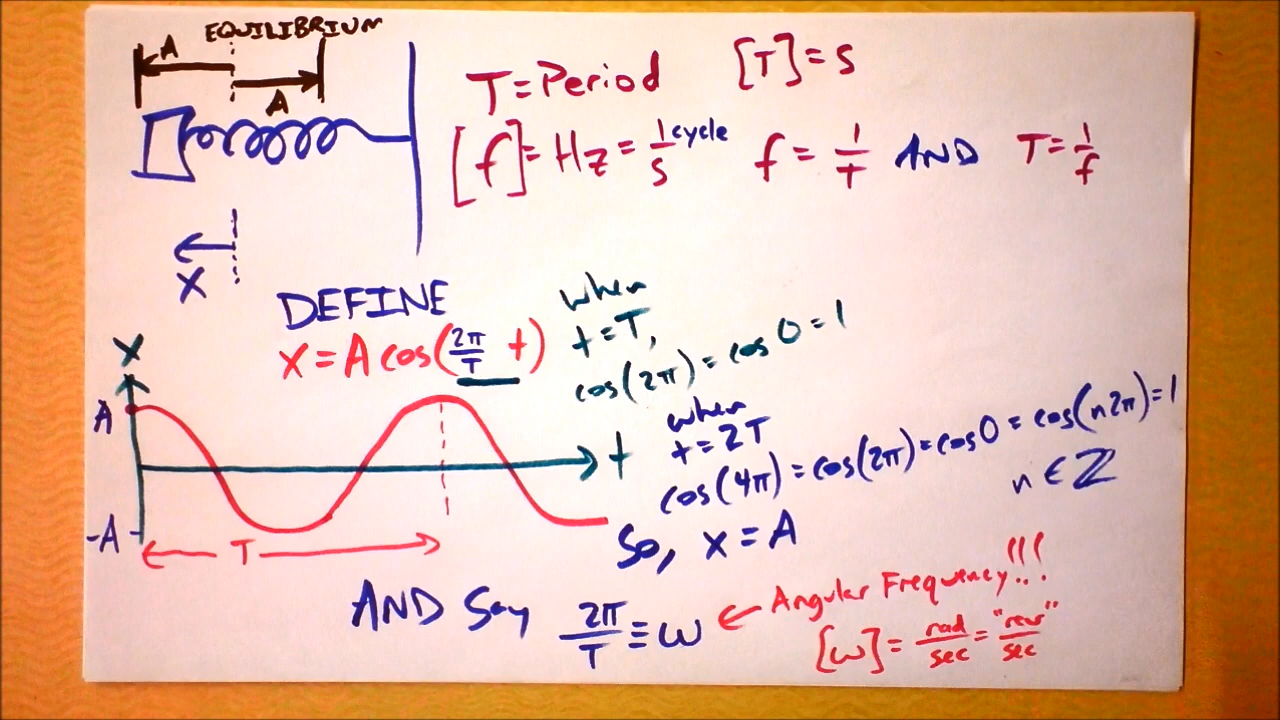 EQUILIBRIUM
A
A
X
T = Period [T] = s
[f] = Hz = 1/s cycle f = 1/T AND T = 1/f
DEFINE
x = A cos(2π/T t)
when
t = T,
cos(2π) = cos 0 = 1
when
t = 2T
cos(4π) = cos(2π) = cos 0 = cos(n2π) = 1
n ∈ ℤ
So, x = A
X
A
-A
t
T
AND Say 2π/T ≡ ω ← Angular Frequency!!!
[ω] = rad/sec = "rev"/sec